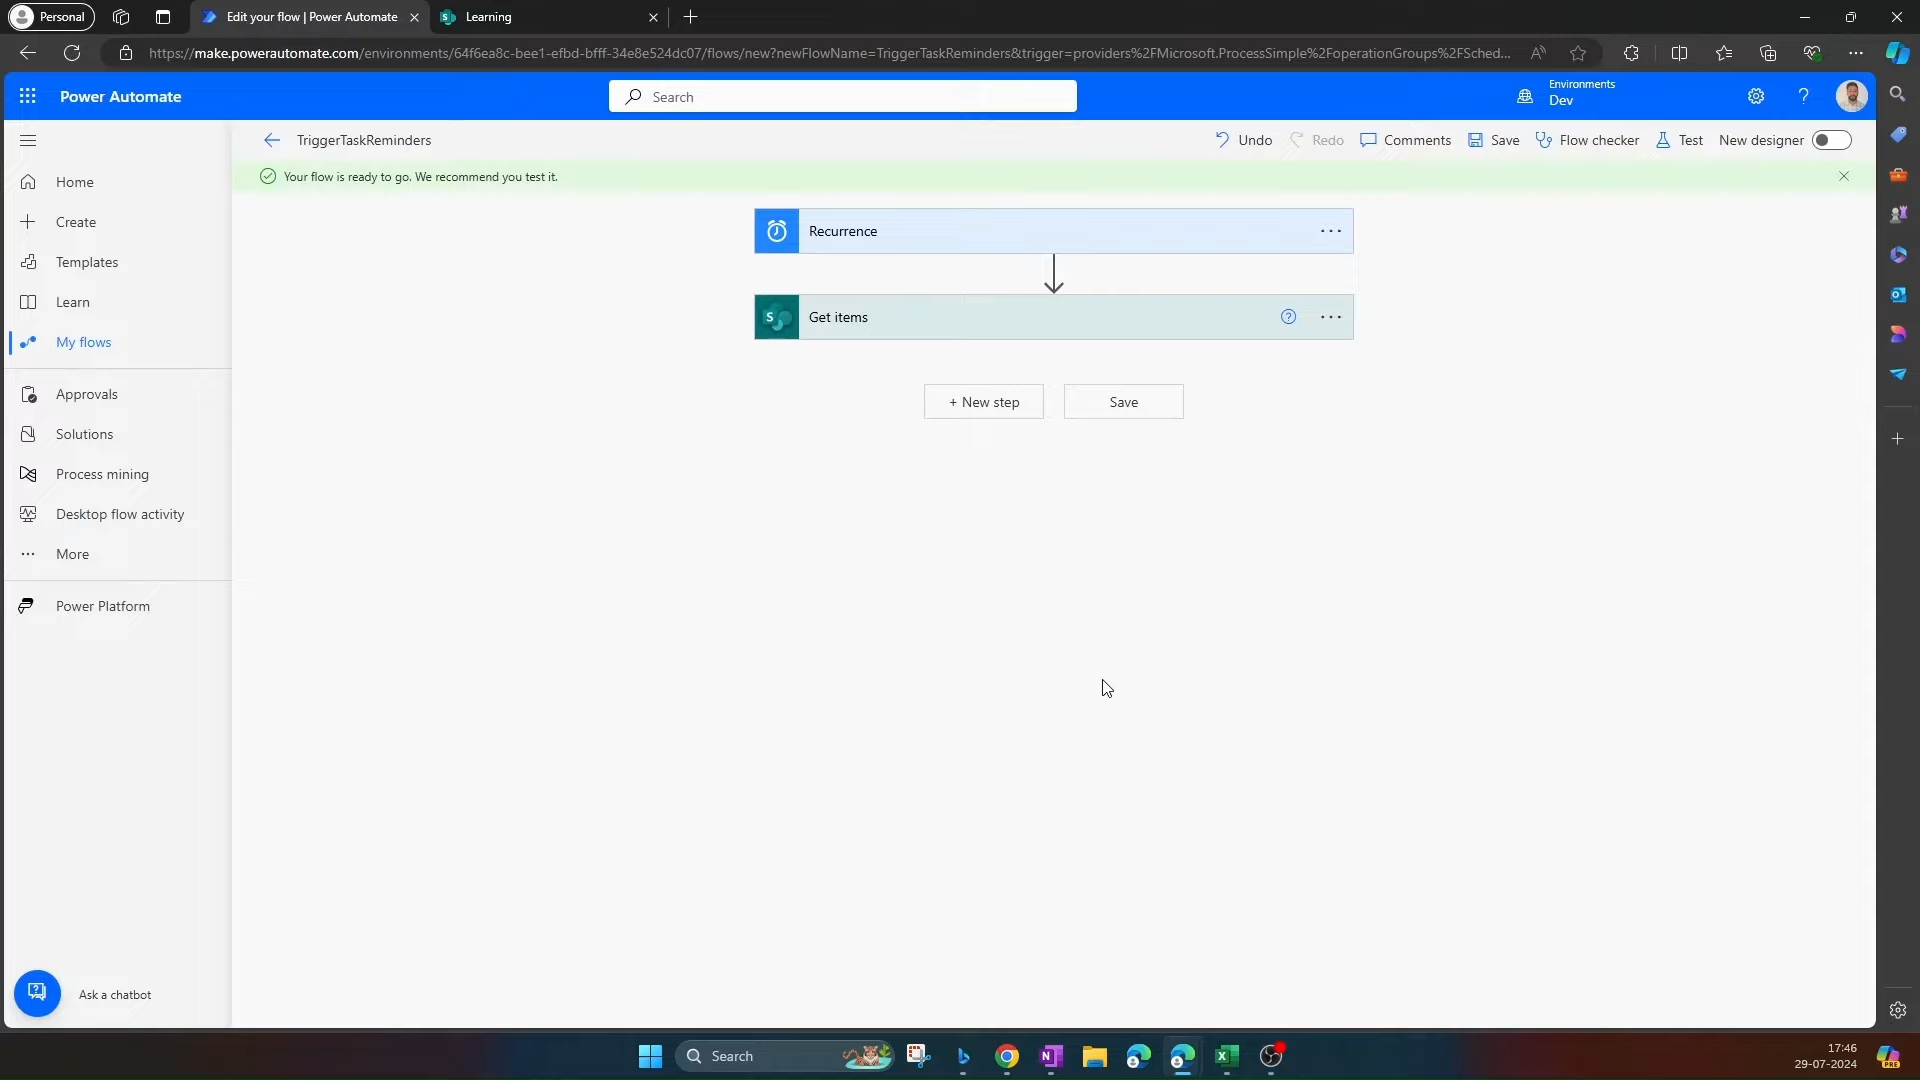 Personal
Edit your flow | Power Automate
Learning
https://make.powerautomate.com/environments/64f6ea8c-bee1-efbd-bfff-34e8e524dc07/flows/new?newFlowName=TriggerTaskReminders&trigger=providers%2FMicrosoft.ProcessSimple%2FoperationGroups%2FSched...
Power Automate
Search
Environments
Dev
TriggerTaskReminders
Undo
Redo
Comments
Save
Flow checker
Test
New designer
Your flow is ready to go. We recommend you test it.
Home
Create
Templates
Learn
My flows
Approvals
Solutions
Process mining
Desktop flow activity
More
Power Platform
Recurrence
Get items
+ New step
Save
Ask a chatbot
Search
17:46
29-07-2024